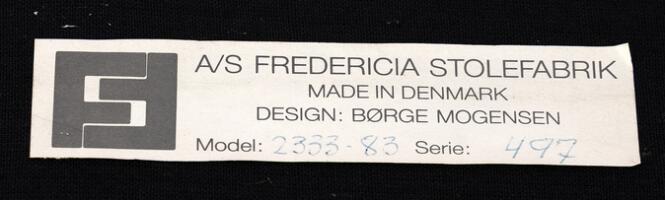 A/S FREDERICIA STOLEFABRIK
MADE IN DENMARK
DESIGN: BØRGE MOGENSEN
Model: 2333-83 Serie: 497